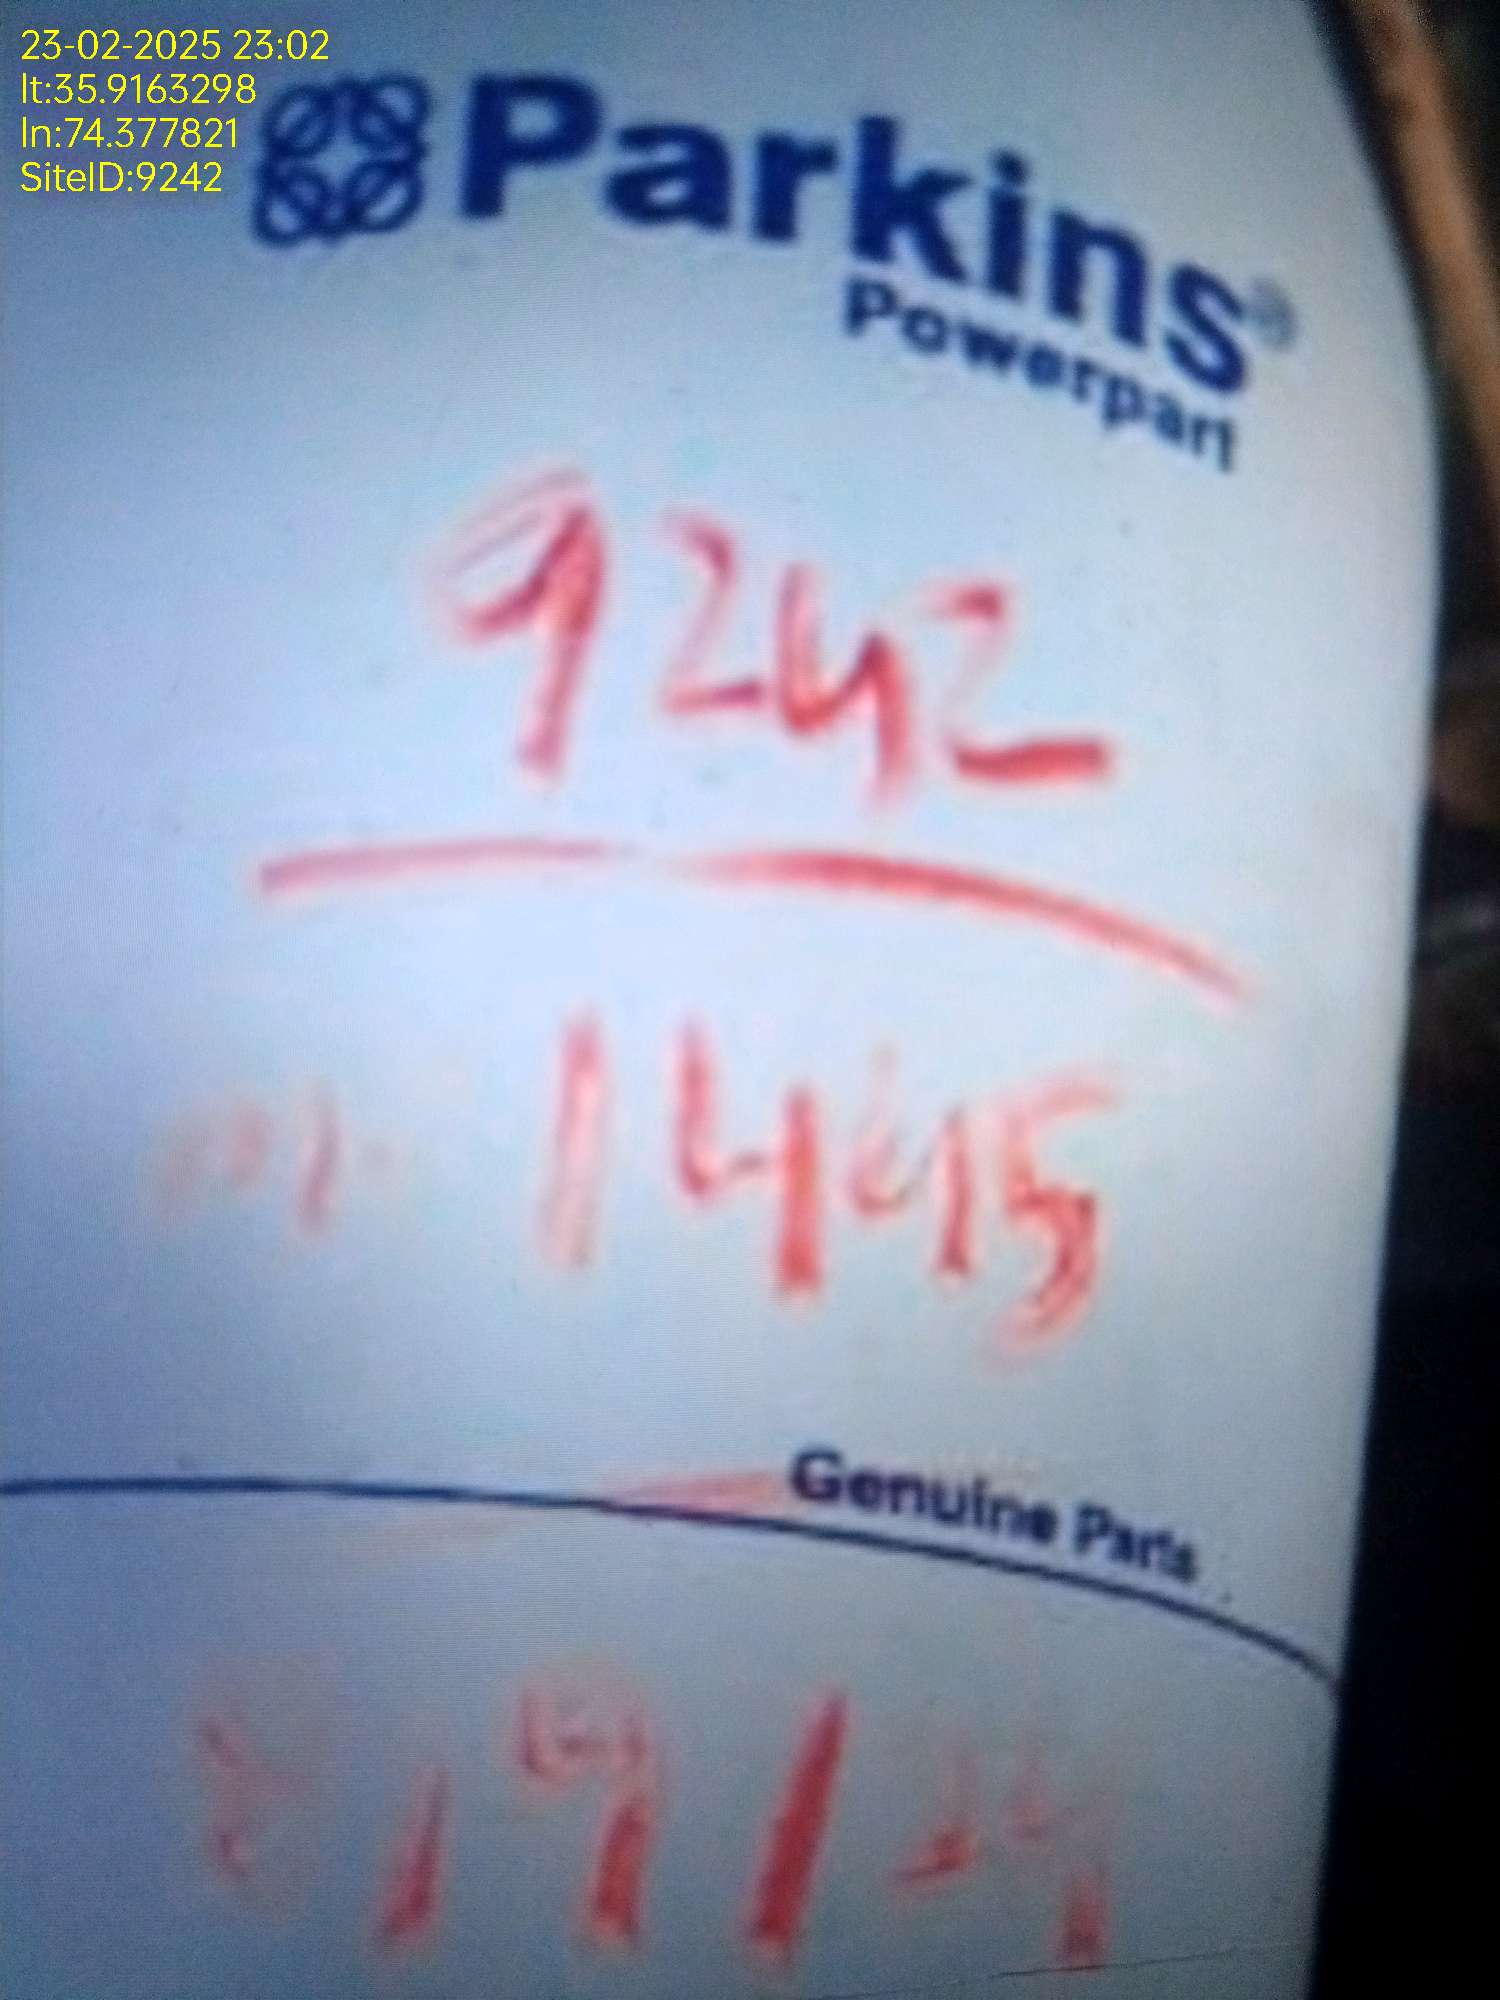 23-02-2025 23:02
lt:35.9163298
ln:74.377821
SiteID:9242
Parkins®
Powerpart
9242
1445
Genuine Parts